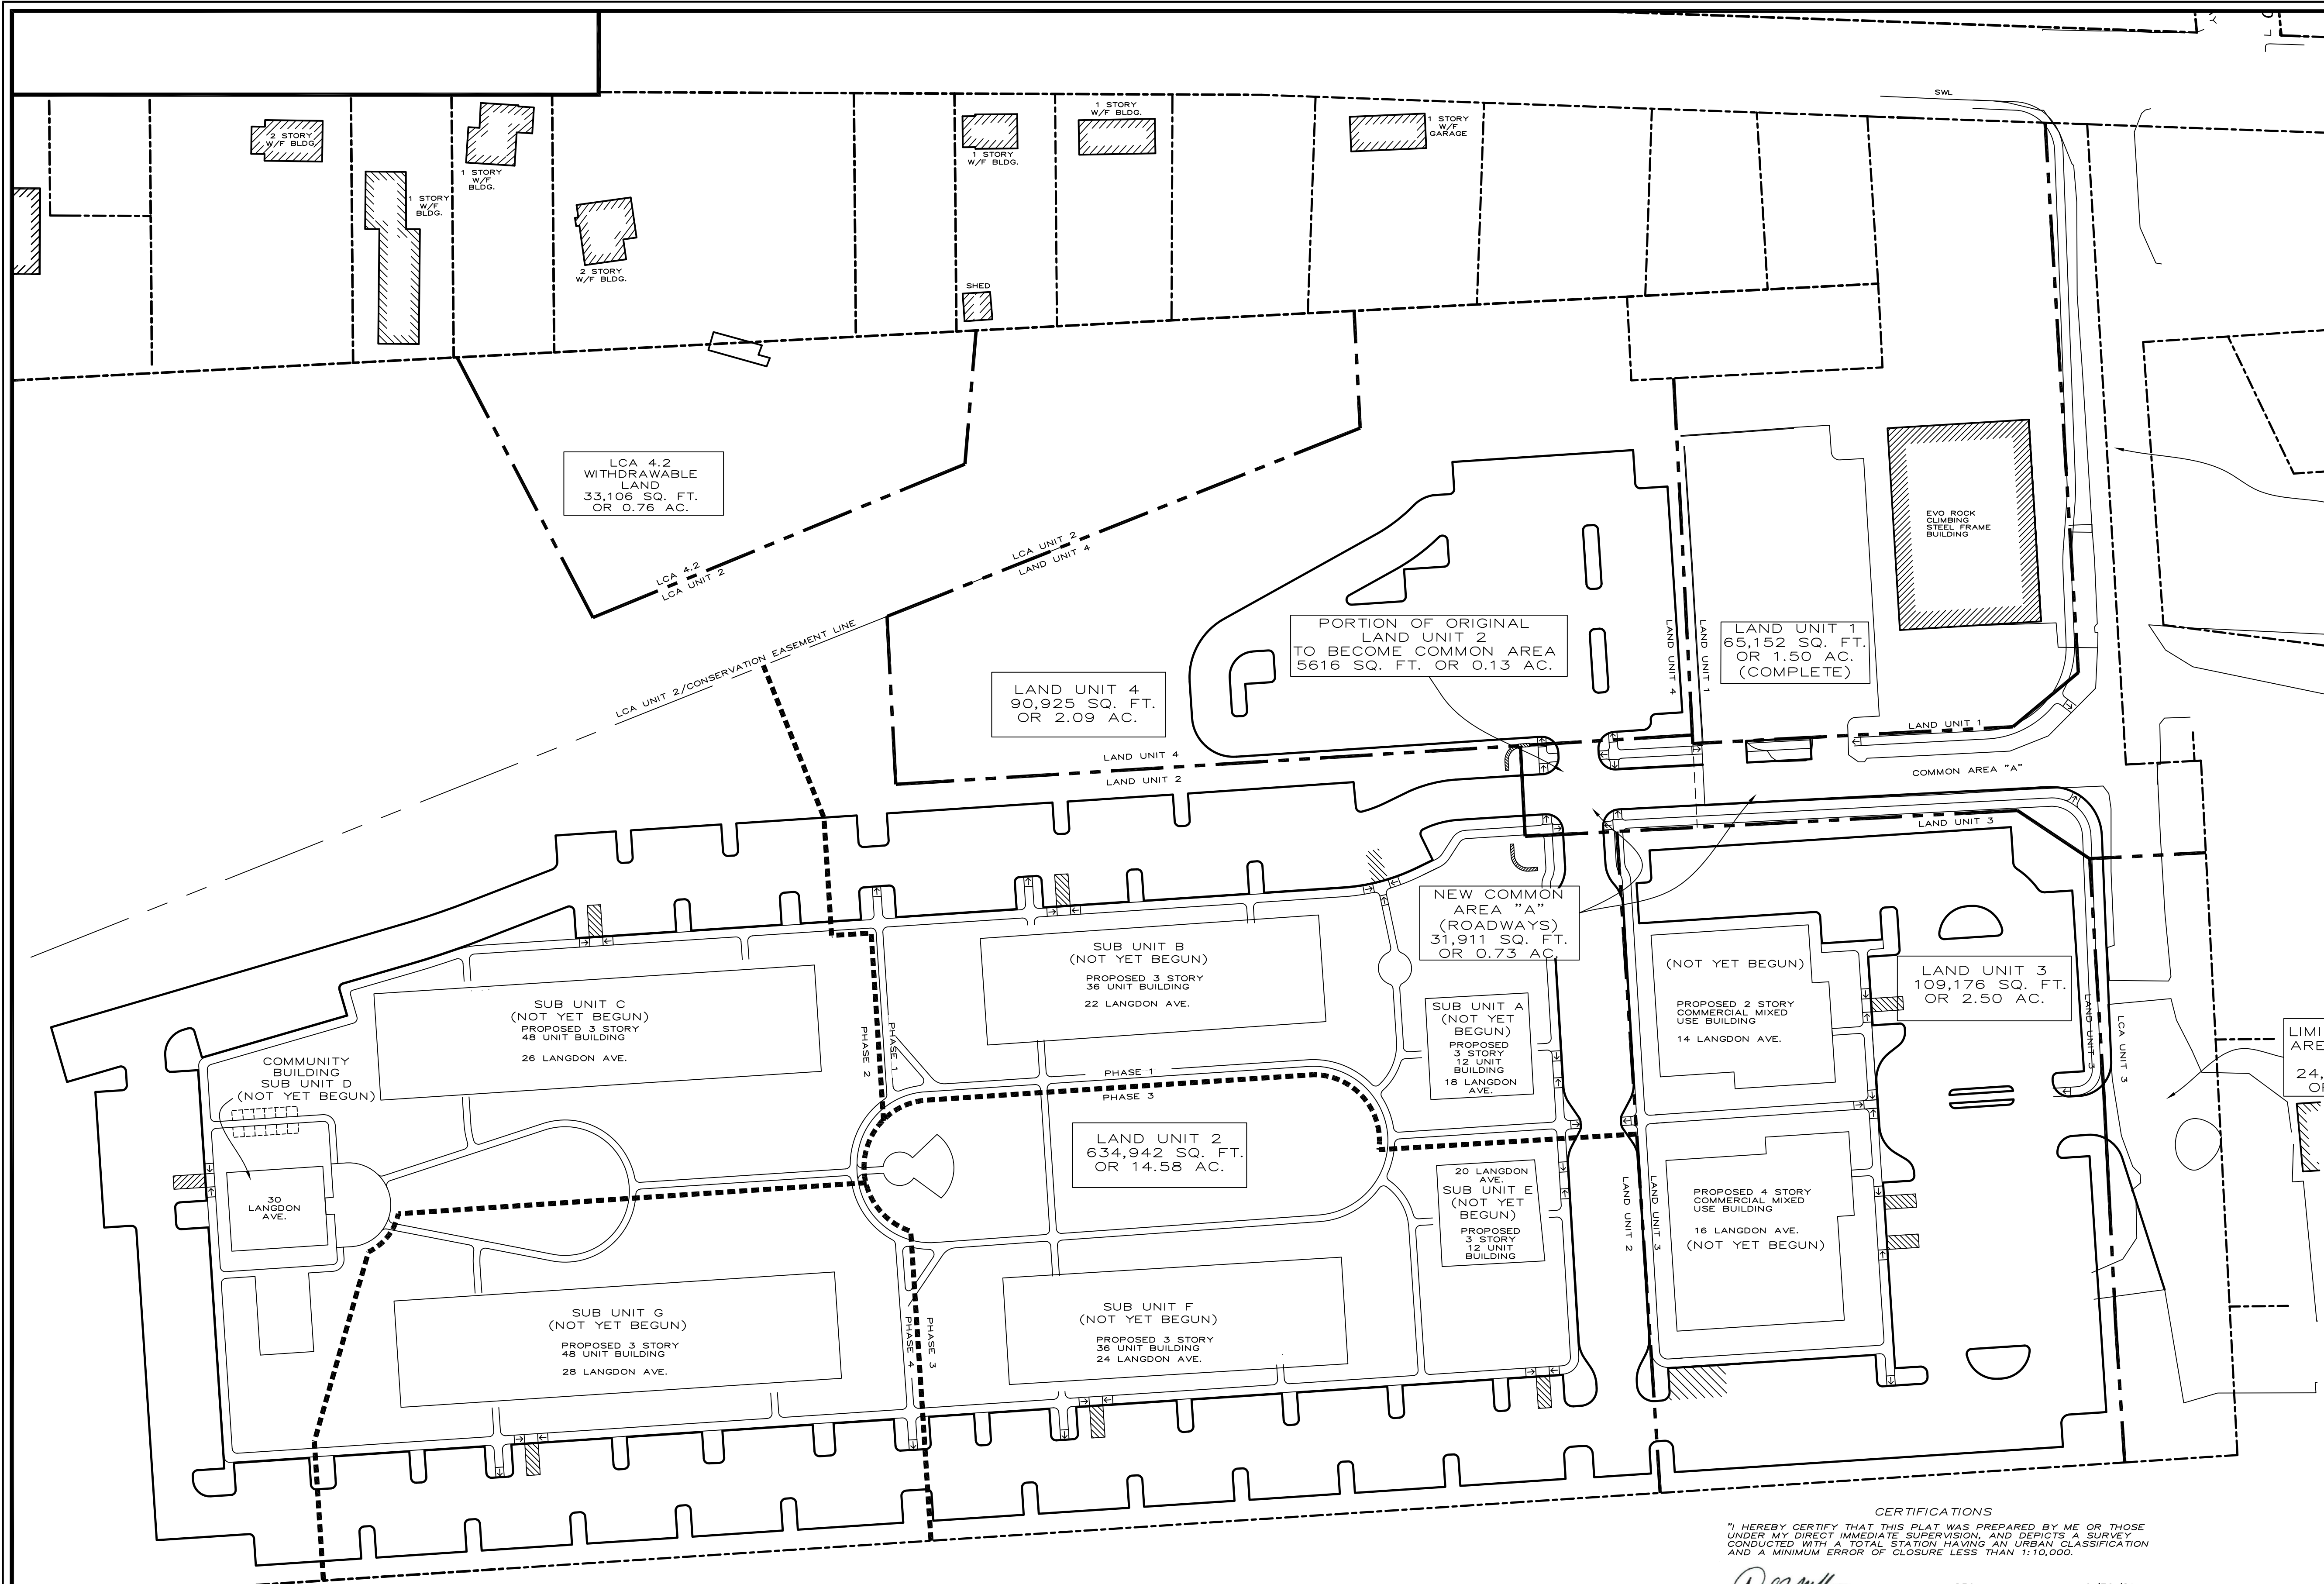 SWL
2 STORY
W/F BLDG.
1 STORY
W/F
BLDG.
1 STORY
W/F
BLDG.
2 STORY
W/F BLDG.
1 STORY
W/F BLDG.
1 STORY
W/F BLDG.
SHED
1 STORY
W/F
GARAGE
LCA 4.2
WITHDRAWABLE
LAND
33,106 SQ. FT.
OR 0.76 AC.
LCA 4.2
LCA UNIT 2
LCA UNIT 2
LAND UNIT 4
LCA UNIT 2/CONSERVATION EASEMENT LINE
EVO ROCK
CLIMBING
STEEL FRAME
BUILDING
PORTION OF ORIGINAL
LAND UNIT 2
TO BECOME COMMON AREA
5616 SQ. FT. OR 0.13 AC.
LAND UNIT 4
LAND UNIT 1
LAND UNIT 1
65,152 SQ. FT.
OR 1.50 AC.
(COMPLETE)
LAND UNIT 4
90,925 SQ. FT.
OR 2.09 AC.
LAND UNIT 1
LAND UNIT 4
LAND UNIT 2
COMMON AREA "A"
LAND UNIT 3
NEW COMMON
AREA "A"
(ROADWAYS)
31,911 SQ. FT.
OR 0.73 AC.
SUB UNIT B
(NOT YET BEGUN)
PROPOSED 3 STORY
36 UNIT BUILDING
22 LANGDON AVE.
SUB UNIT C
(NOT YET BEGUN)
PROPOSED 3 STORY
48 UNIT BUILDING
26 LANGDON AVE.
PHASE 2
PHASE 1
SUB UNIT A
(NOT YET
BEGUN)
PROPOSED
3 STORY
12 UNIT
BUILDING
18 LANGDON
AVE.
(NOT YET BEGUN)
PROPOSED 2 STORY
COMMERCIAL MIXED
USE BUILDING
14 LANGDON AVE.
LAND UNIT 3
109,176 SQ. FT.
OR 2.50 AC.
LAND UNIT 3
LCA UNIT 3
LIMI
ARE
24,
COMMUNITY
BUILDING
SUB UNIT D
(NOT YET BEGUN)
PHASE 1
PHASE 3
LAND UNIT 2
634,942 SQ. FT.
OR 14.58 AC.
30
LANGDON
AVE.
20 LANGDON
AVE.
SUB UNIT E
(NOT YET
BEGUN)
PROPOSED
3 STORY
12 UNIT
BUILDING
LAND UNIT 2
LAND UNIT 3
PROPOSED 4 STORY
COMMERCIAL MIXED
USE BUILDING
16 LANGDON AVE.
(NOT YET BEGUN)
SUB UNIT G
(NOT YET BEGUN)
PROPOSED 3 STORY
48 UNIT BUILDING
28 LANGDON AVE.
PHASE 4
PHASE 3
SUB UNIT F
(NOT YET BEGUN)
PROPOSED 3 STORY
36 UNIT BUILDING
24 LANGDON AVE.
CERTIFICATIONS
"I HEREBY CERTIFY THAT THIS PLAT WAS PREPARED BY ME OR THOSE
UNDER MY DIRECT IMMEDIATE SUPERVISION, AND DEPICTS A SURVEY
CONDUCTED WITH A TOTAL STATION HAVING AN URBAN CLASSIFICATION
AND A MINIMUM ERROR OF CLOSURE LESS THAN 1:10,000.